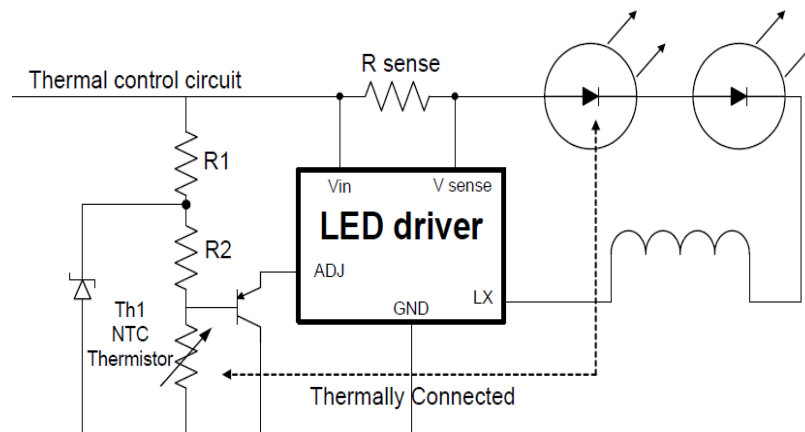 R sense
Thermal control circuit
R1
Vin
V sense
LED driver
R2
ADJ
LX
GND
Th1
NTC
Thermistor
Thermally Connected